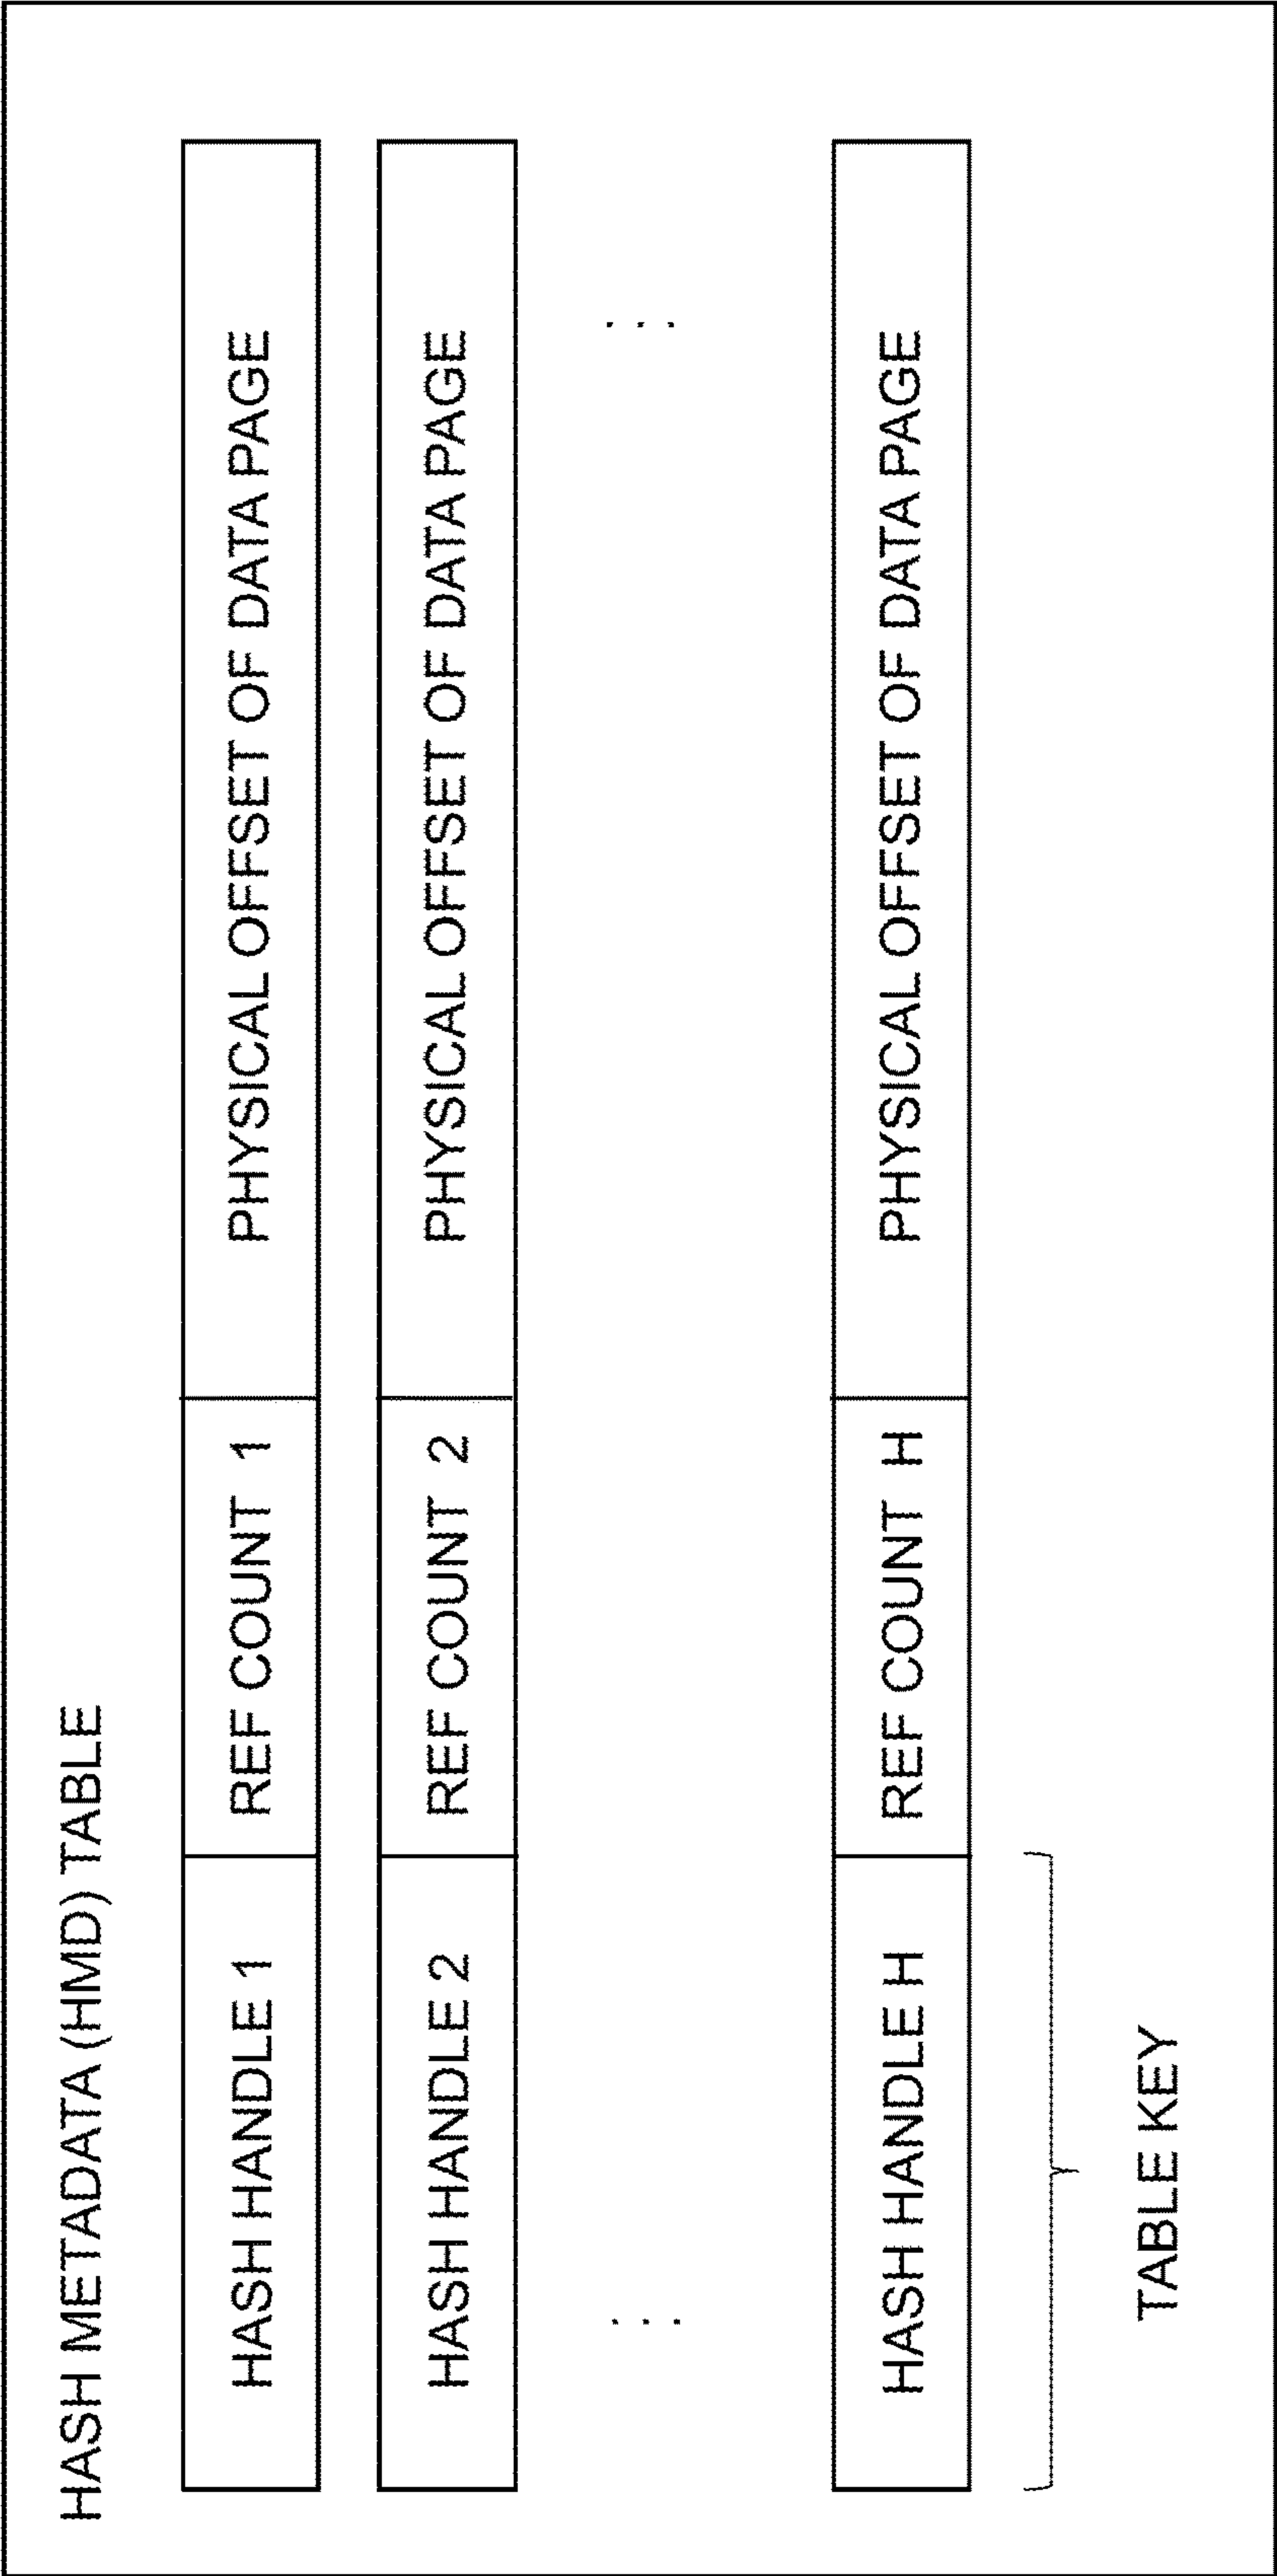 HASH METADATA (HMD) TABLE
HASH HANDLE 1 REF COUNT 1 PHYSICAL OFFSET OF DATA PAGE
HASH HANDLE 2 REF COUNT 2 PHYSICAL OFFSET OF DATA PAGE
. . . . . .
HASH HANDLE H REF COUNT H PHYSICAL OFFSET OF DATA PAGE
TABLE KEY